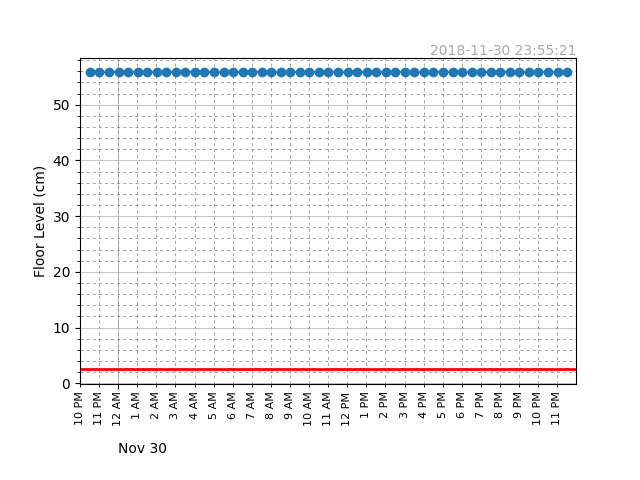 2018-11-30 23:55:21
Floor Level (cm)
50
40
30
20
10
0
10 PM
11 PM
12 AM
1 AM
2 AM
3 AM
4 AM
5 AM
6 AM
7 AM
8 AM
9 AM
10 AM
11 AM
12 PM
1 PM
2 PM
3 PM
4 PM
5 PM
6 PM
7 PM
8 PM
9 PM
10 PM
11 PM
Nov 30